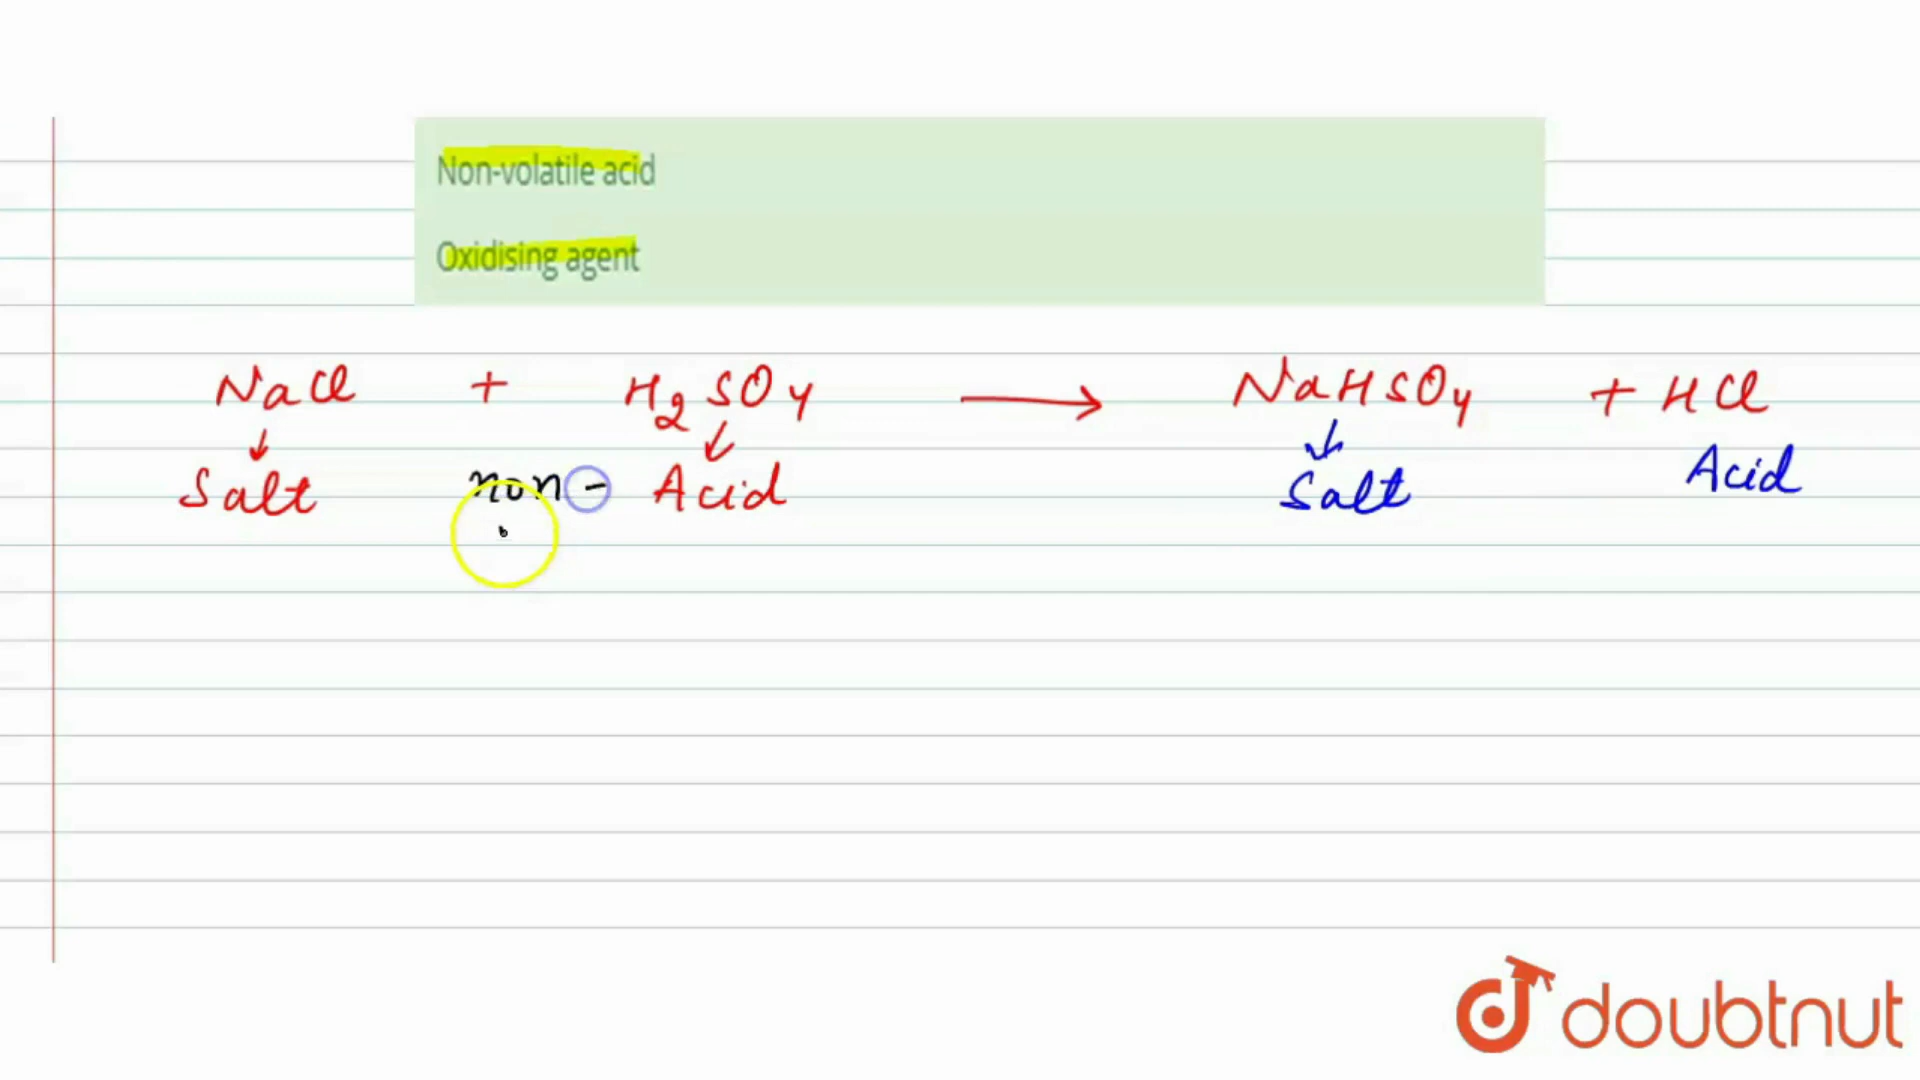 Non-volatile acid
Oxidising agent
NaCl + H2SO4 → NaHSO4 + HCl
↓ ↓ ↓
Salt non - Acid Salt Acid
doubtnut